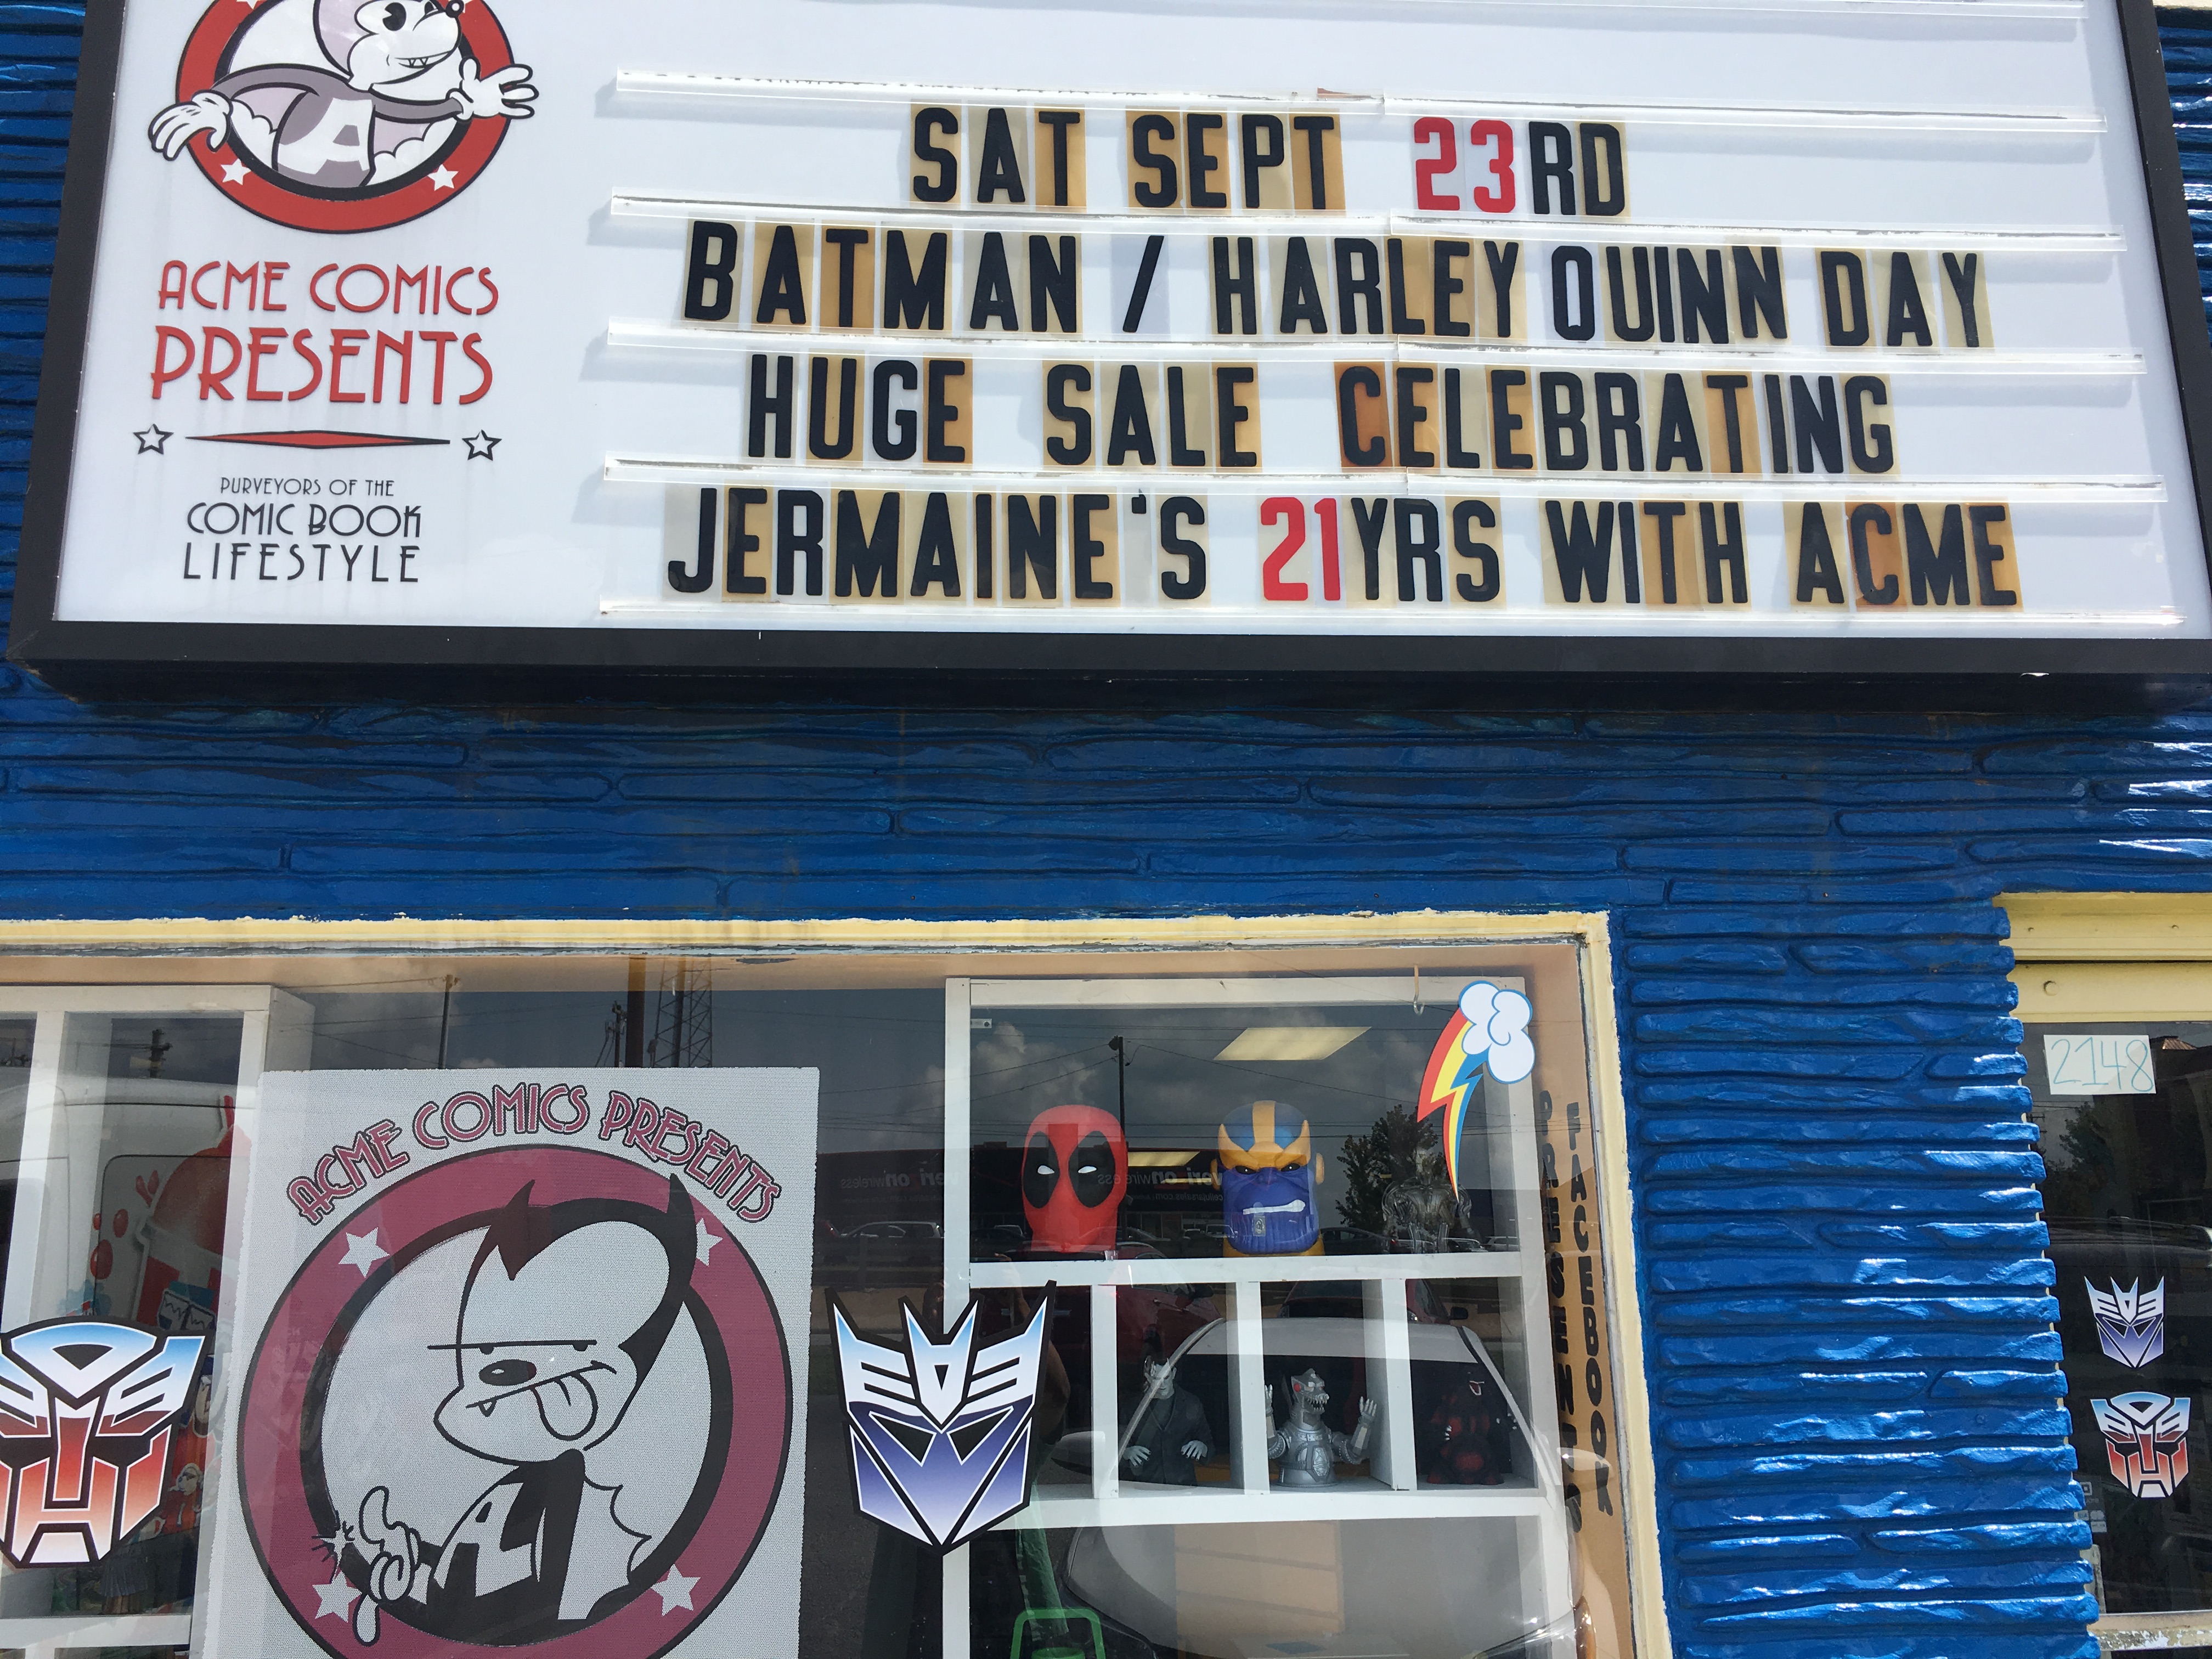 A
ACME COMICS
PRESENTS
PURVEYORS OF THE
COMIC BOOK
LIFESTYLE
SAT SEPT 23RD
BATMAN / HARLEY QUINN DAY
HUGE SALE CELEBRATING
JERMAINE'S 21YRS WITH ACME
ACME COMICS PRESENTS
A
FACEBOOK
2148